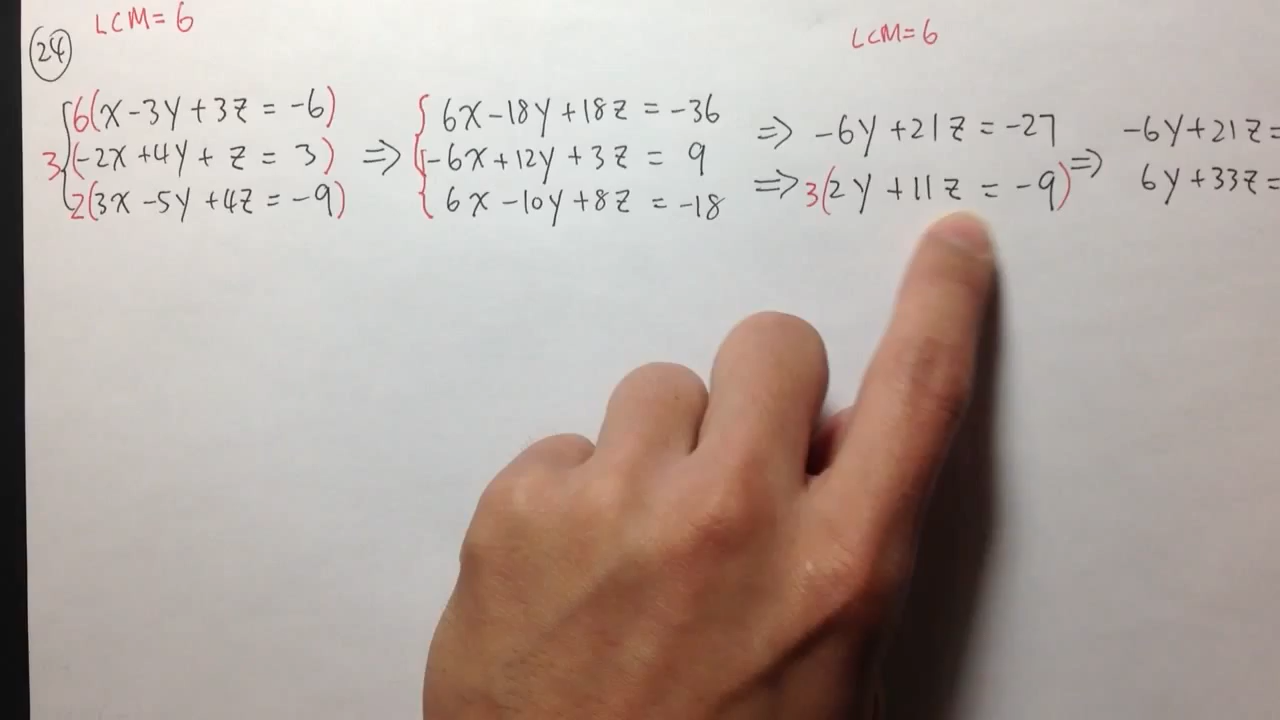 LCM=6
LCM=6
24
6(x-3y+3z=-6) 6x-18y+18z=-36 ⇒ -6y+21z=-27 -6y+21z=
3(-2x+4y+z=3) ⇒ -6x+12y+3z=9 ⇒
2(3x-5y+4z=-9) 6x-10y+8z=-18 ⇒ 3(2y+11z=-9) 6y+33z=